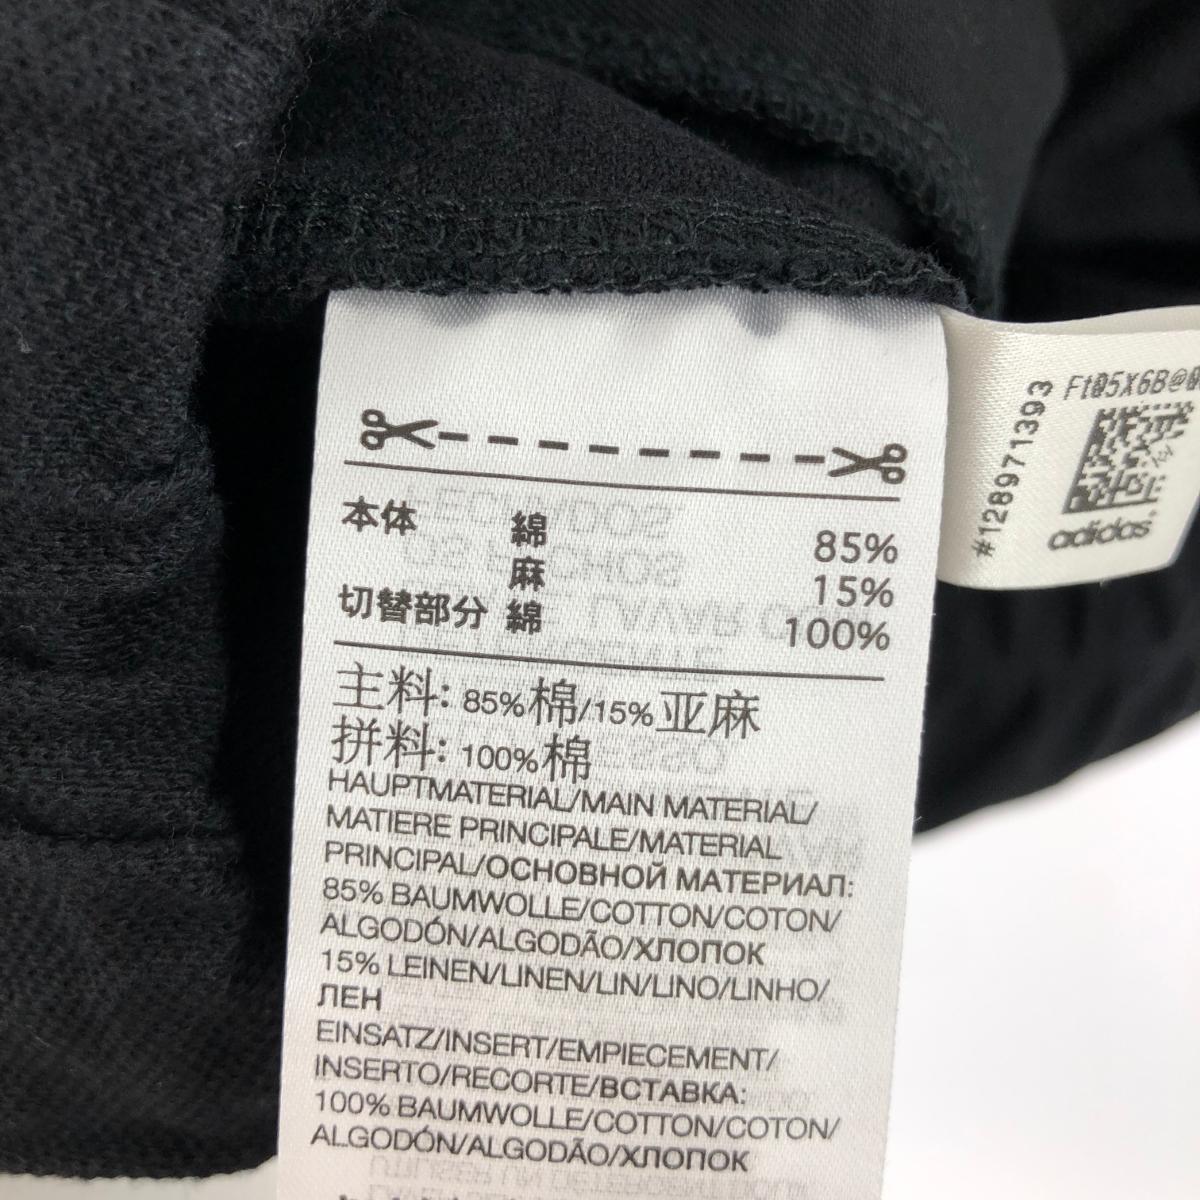 本体 綿 85%
麻 15%
切替部分 綿 100%
主料: 85%棉/15%亚麻
拼料: 100%棉
HAUPTMATERIAL/MAIN MATERIAL/
MATIERE PRINCIPALE/MATERIAL
PRINCIPAL/ОСНОВНОЙ МАТЕРИАЛ:
85% BAUMWOLLE/COTTON/COTON/
ALGODÓN/ALGODÃO/ХЛОПОК
15% LEINEN/LINEN/LIN/LINO/LINHO/
ЛЕН
EINSATZ/INSERT/EMPIECEMENT/
INSERTO/RECORTE/ВСТАВКА:
100% BAUMWOLLE/COTTON/COTON/
ALGODÓN/ALGODÃO/ХЛОПОК
#128971393
adidas